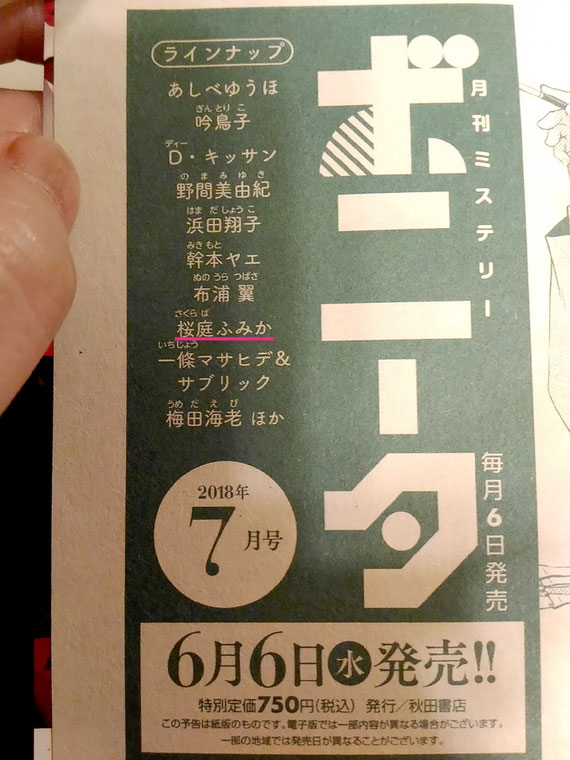 月刊ミステリー
ボニータ
毎月6日発売
ラインナップ
あしべゆうほ
ぎんとりこ
吟鳥子
ディー
D・キッサン
のまみゆき
野間美由紀
はまだしょうこ
浜田翔子
みきもと
幹本ヤエ
ぬのうらつばさ
布浦翼
さくらば
桜庭ふみか
いちじょう
一條マサヒデ&
サブリック
うめだえび
梅田海老 ほか
2018年
7月号
6月6日水発売!!
特別定価750円(税込) 発行/秋田書店
この予告は紙版のものです。電子版では一部内容が異なる場合がございます。
一部の地域では発売日が異なることがございます。